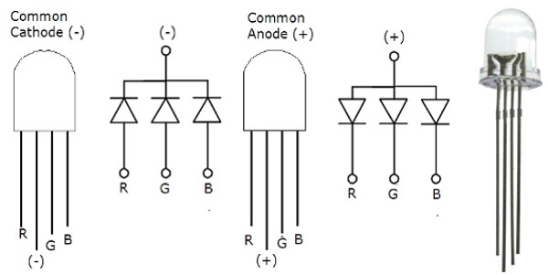 Common
Cathode (-)
(-)
R
G
B
R
(-)
G
B
Common
Anode (+)
(+)
R
G
B
R
(+)
G
B